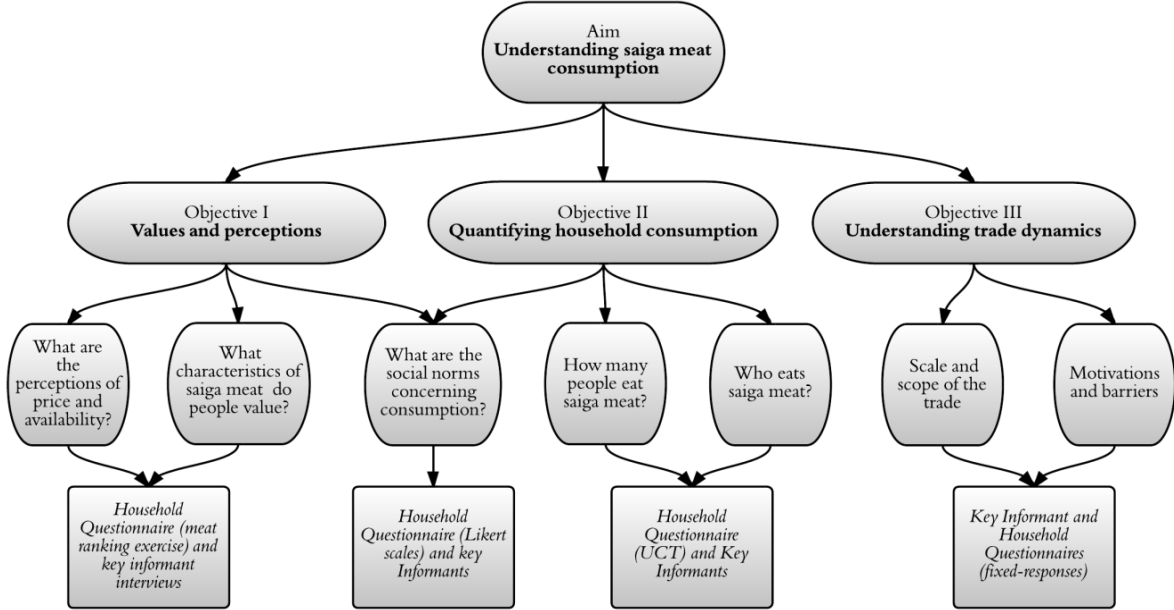 Aim
Understanding saiga meat
consumption
Objective I
Values and perceptions
Objective II
Quantifying household consumption
Objective III
Understanding trade dynamics
What are
the
perceptions of
price and
availability?
What
characteristics of
saiga meat do
people value?
What are the
social norms
concerning
consumption?
How many
people eat
saiga meat?
Who eats
saiga meat?
Scale and
scope of the
trade
Motivations
and barriers
Household
Questionnaire (meat
ranking exercise) and
key informant
interviews
Household
Questionnaire (Likert
scales) and key
Informants
Household
Questionnaire
(UCT) and Key
Informants
Key Informant and
Household
Questionnaires
(fixed-responses)